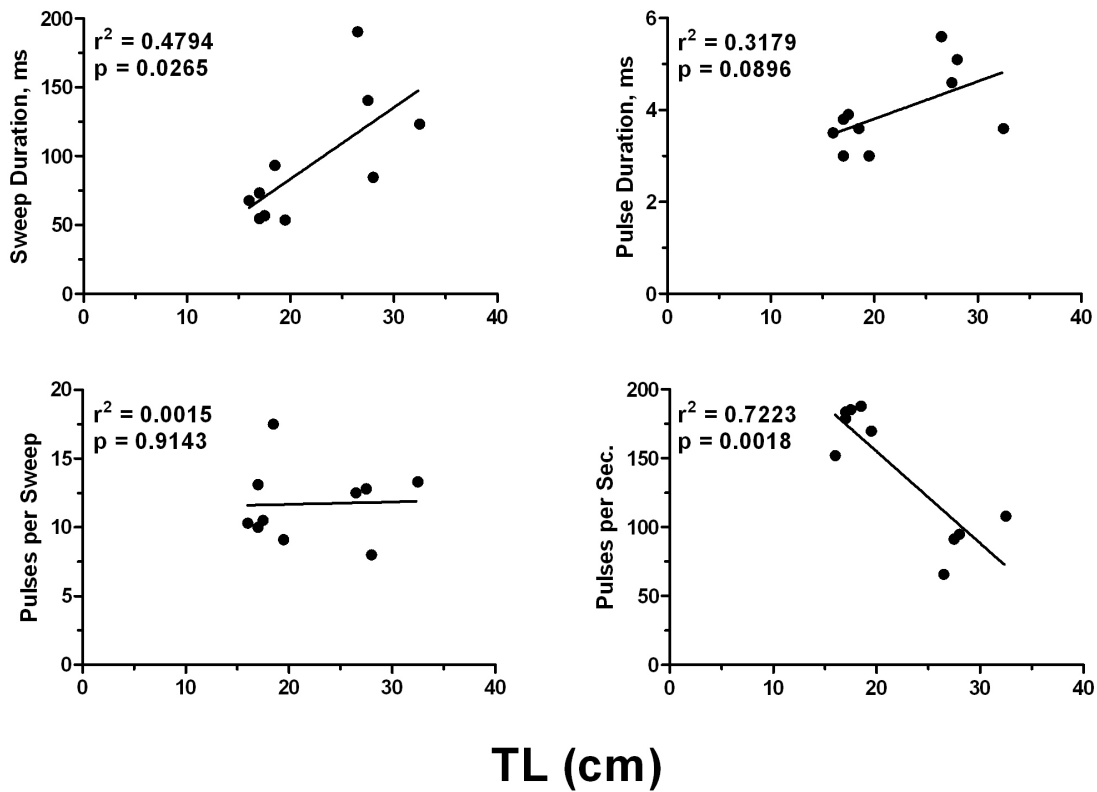 Sweep Duration, ms
r² = 0.4794
p = 0.0265
200
150
100
50
0
0 10 20 30 40
Pulse Duration, ms
r² = 0.3179
p = 0.0896
6
4
2
0
0 10 20 30 40
Pulses per Sweep
r² = 0.0015
p = 0.9143
20
15
10
5
0
0 10 20 30 40
Pulses per Sec.
r² = 0.7223
p = 0.0018
200
150
100
50
0
0 10 20 30 40
TL (cm)